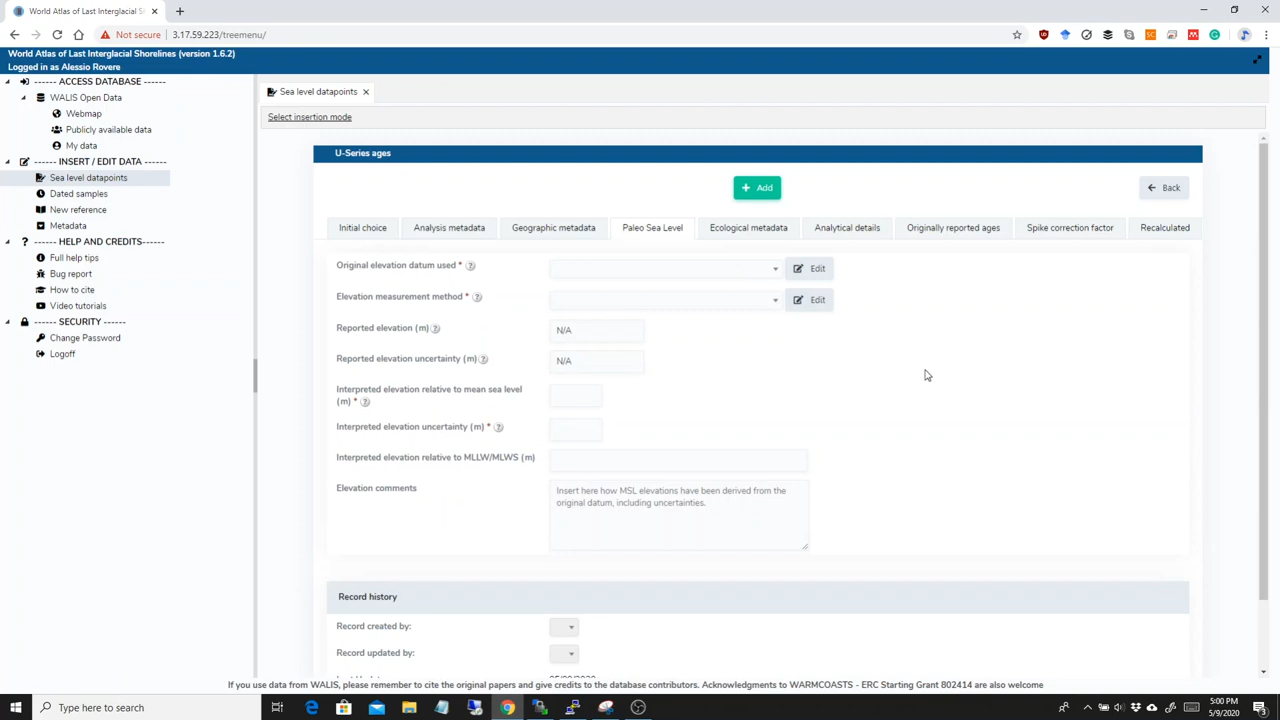 World Atlas of Last Interglacial Sh
Not secure
3.17.59.223/treemenu/
World Atlas of Last Interglacial Shorelines (version 1.6.2)
Logged in as Alessio Rovere
------ ACCESS DATABASE ------
WALIS Open Data
Webmap
Publicly available data
My data
------ INSERT / EDIT DATA ------
Sea level datapoints
Dated samples
New reference
Metadata
------ HELP AND CREDITS------
Full help tips
Bug report
How to cite
Video tutorials
------ SECURITY ------
Change Password
Logoff
Sea level datapoints
Select insertion mode
U-Series ages
Add
Back
Initial choice
Analysis metadata
Geographic metadata
Paleo Sea Level
Ecological metadata
Analytical details
Originally reported ages
Spike correction factor
Recalculated
Original elevation datum used *
Edit
Elevation measurement method *
Edit
Reported elevation (m)
N/A
Reported elevation uncertainty (m)
N/A
Interpreted elevation relative to mean sea level
(m) *
Interpreted elevation uncertainty (m) *
Interpreted elevation relative to MLLW/MLWS (m)
Elevation comments
Insert here how MSL elevations have been derived from the
original datum, including uncertainties.
Record history
Record created by:
Record updated by:
If you use data from WALIS, please remember to cite the original papers and give credits to the database contributors. Acknowledgments to WARMCOASTS - ERC Starting Grant 802414 are also welcome
Type here to search
5:00 PM
5/9/2020